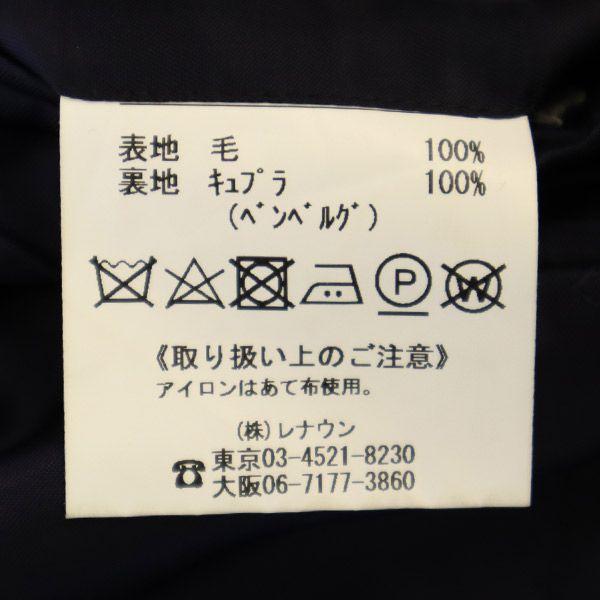 表地 毛 100%
裏地 ｷｭﾌﾟﾗ 100%
(ﾍﾞﾝﾍﾞﾙｸﾞ)
P W
《取り扱い上のご注意》
アイロンはあて布使用。
(株)レナウン
東京03-4521-8230
☎
大阪06-7177-3860